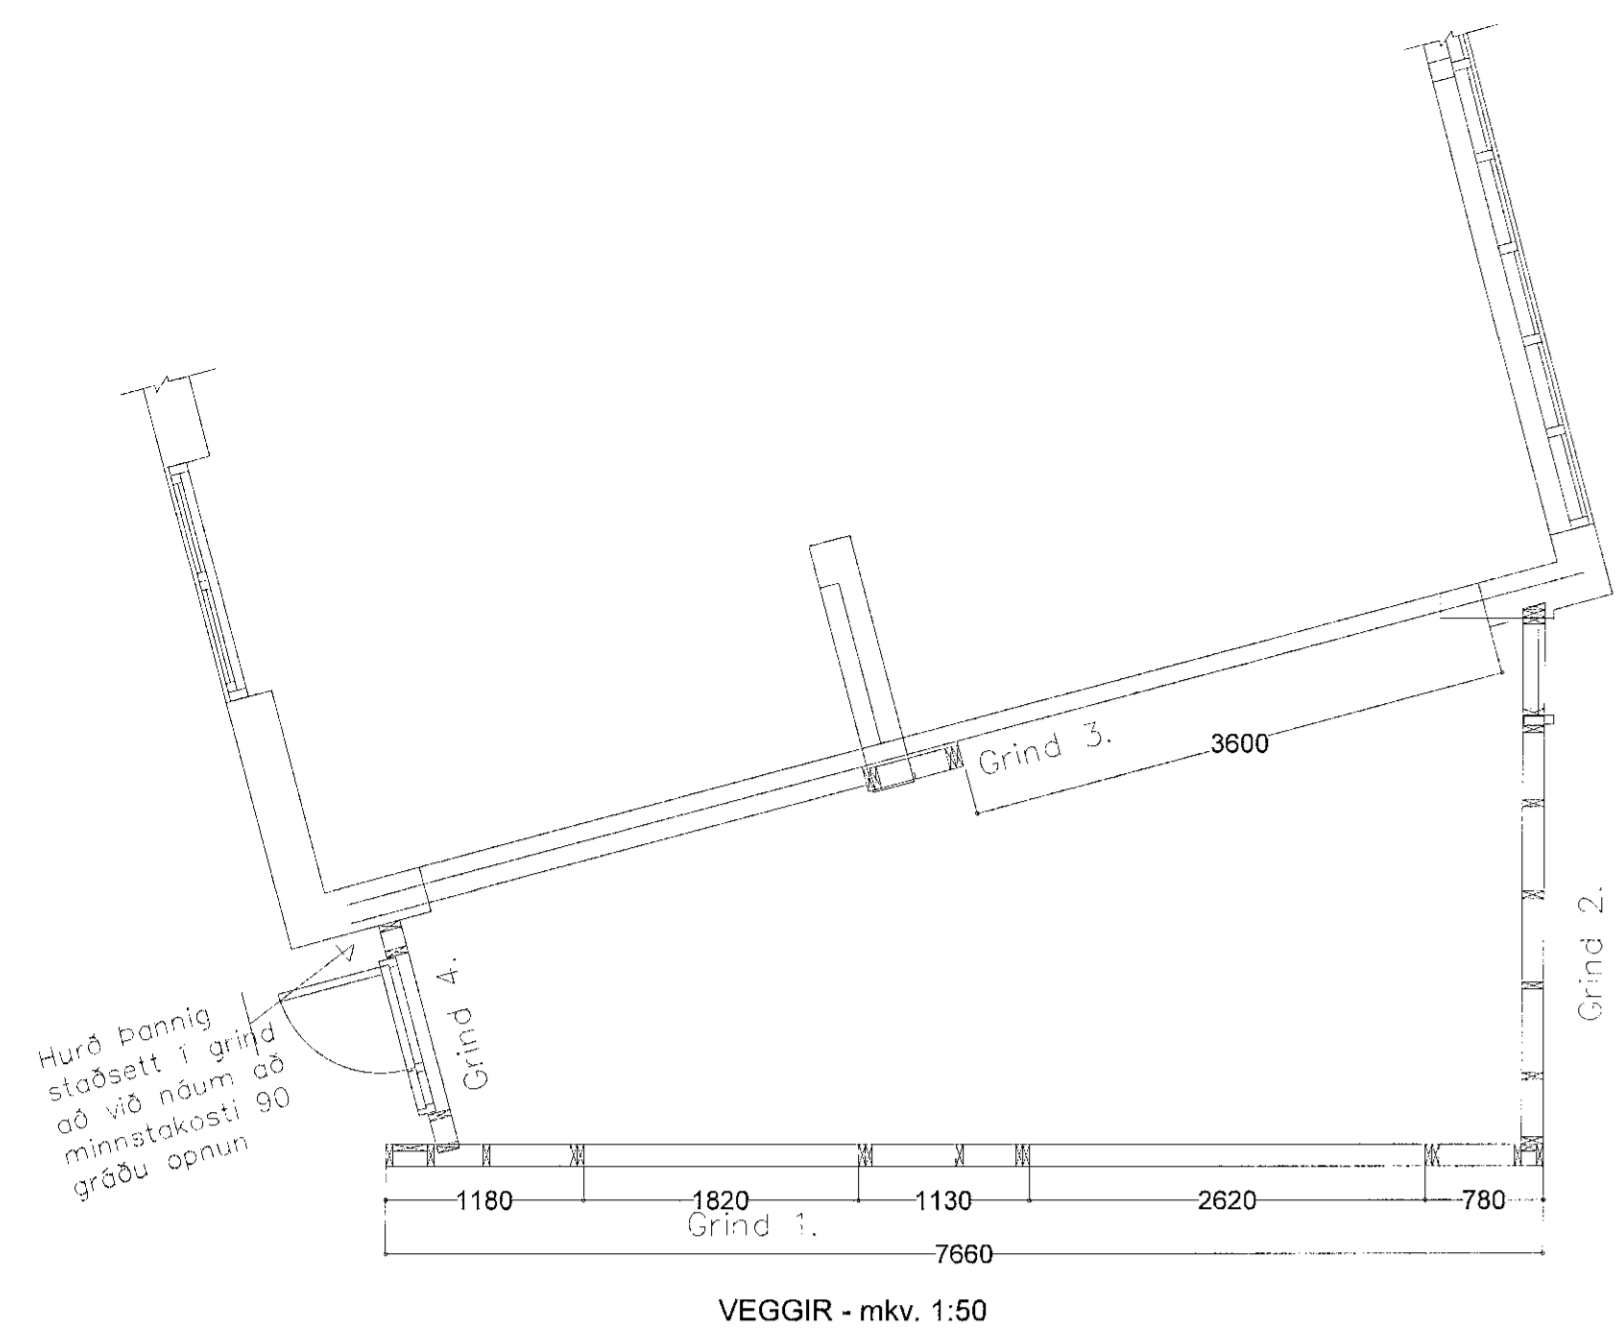 Grind 3.
3600
Grind 2.
Grind 4.
Hurð Þannig
staðsett í grind
að við náum að
minnstakosti 90
gráðu opnun
1180
1820
1130
2620
780
Grind 1.
7660
VEGGIR - mkv. 1:50